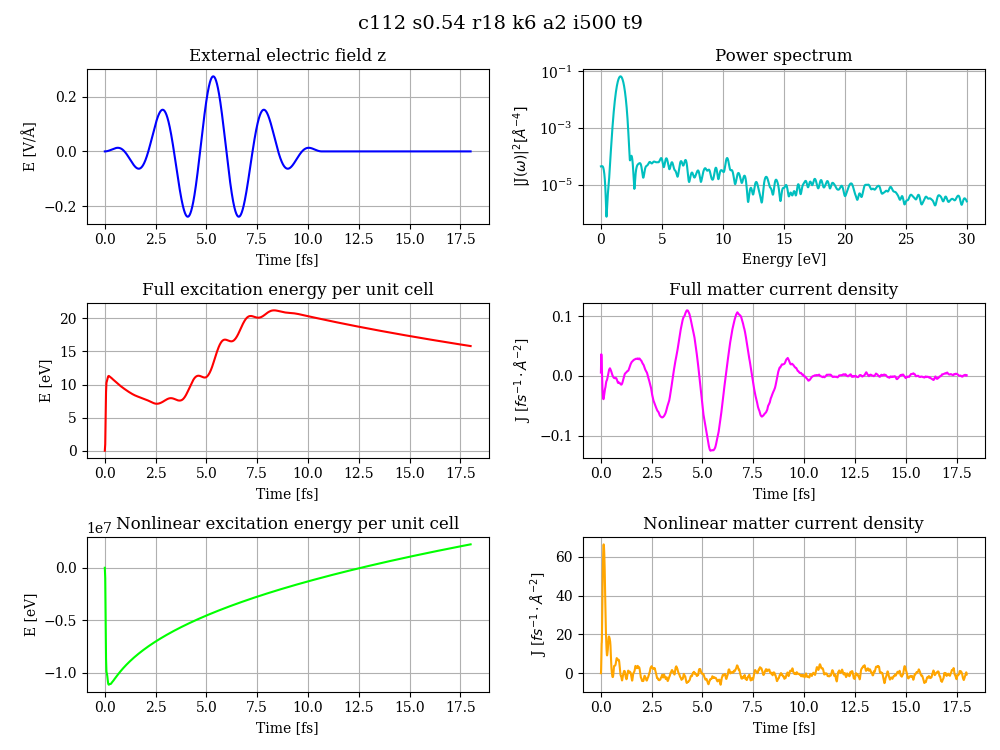 c112 s0.54 r18 k6 a2 i500 t9
External electric field z
E [V/Å]
0.2
0.0
−0.2
0.0 2.5 5.0 7.5 10.0 12.5 15.0 17.5
Time [fs]
Power spectrum
|J(ω)|²[Å⁻⁴]
10⁻¹
10⁻³
10⁻⁵
0 5 10 15 20 25 30
Energy [eV]
Full excitation energy per unit cell
E [eV]
20
15
10
5
0
0.0 2.5 5.0 7.5 10.0 12.5 15.0 17.5
Time [fs]
Full matter current density
J [fs⁻¹ · Å⁻²]
0.1
0.0
−0.1
0.0 2.5 5.0 7.5 10.0 12.5 15.0 17.5
Time [fs]
Nonlinear excitation energy per unit cell
1e7
E [eV]
0.0
−0.5
−1.0
0.0 2.5 5.0 7.5 10.0 12.5 15.0 17.5
Time [fs]
Nonlinear matter current density
J [fs⁻¹ · Å⁻²]
60
40
20
0
0.0 2.5 5.0 7.5 10.0 12.5 15.0 17.5
Time [fs]